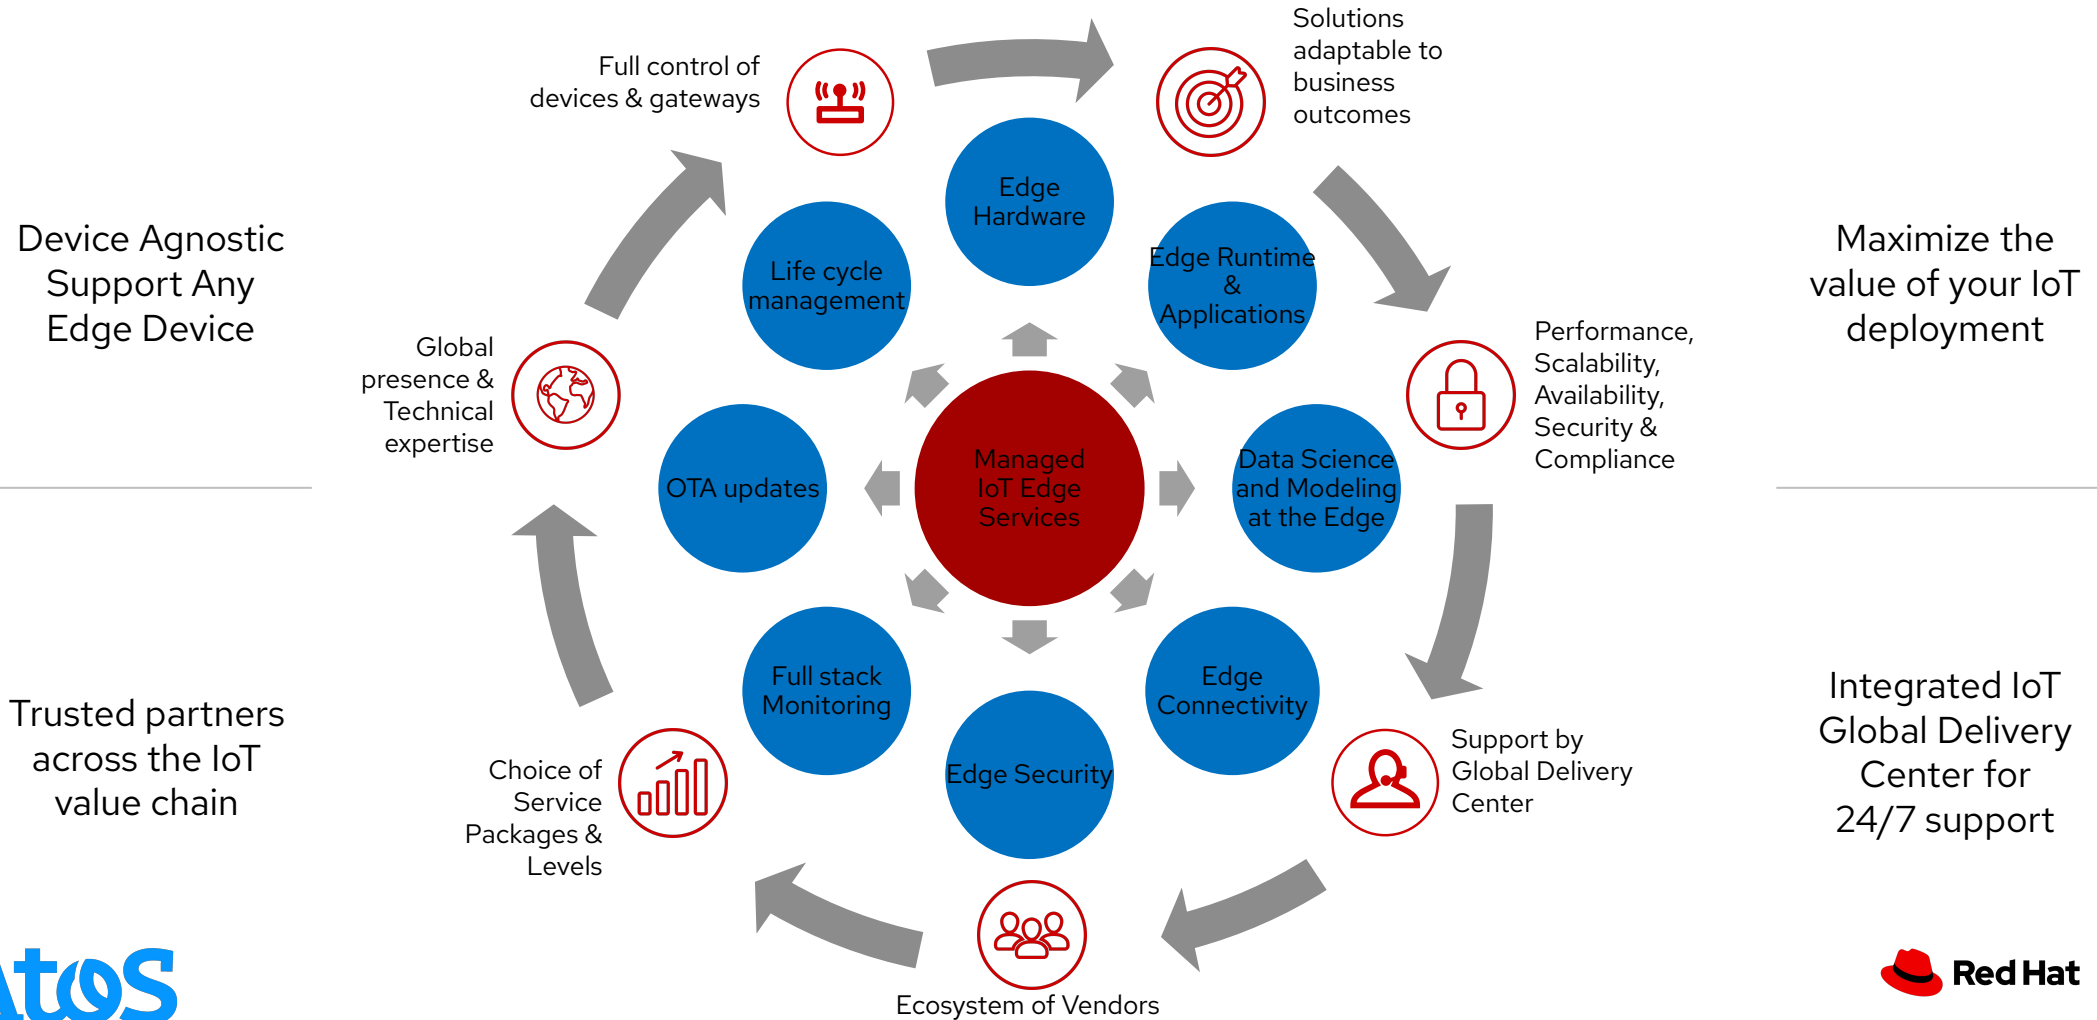 Full control of
devices & gateways
Solutions
adaptable to
business
outcomes
Device Agnostic
Support Any
Edge Device
Edge
Hardware
Life cycle
management
Edge Runtime
&
Applications
Maximize the
value of your IoT
deployment
Global
presence &
Technical
expertise
Performance,
Scalability,
Availability,
Security &
Compliance
OTA updates
Managed
IoT Edge
Services
Data Science
and Modeling
at the Edge
Full stack
Monitoring
Edge
Connectivity
Edge Security
Trusted partners
across the IoT
value chain
Choice of
Service
Packages &
Levels
Support by
Global Delivery
Center
Integrated IoT
Global Delivery
Center for
24/7 support
Ecosystem of Vendors
Atos
Red Hat